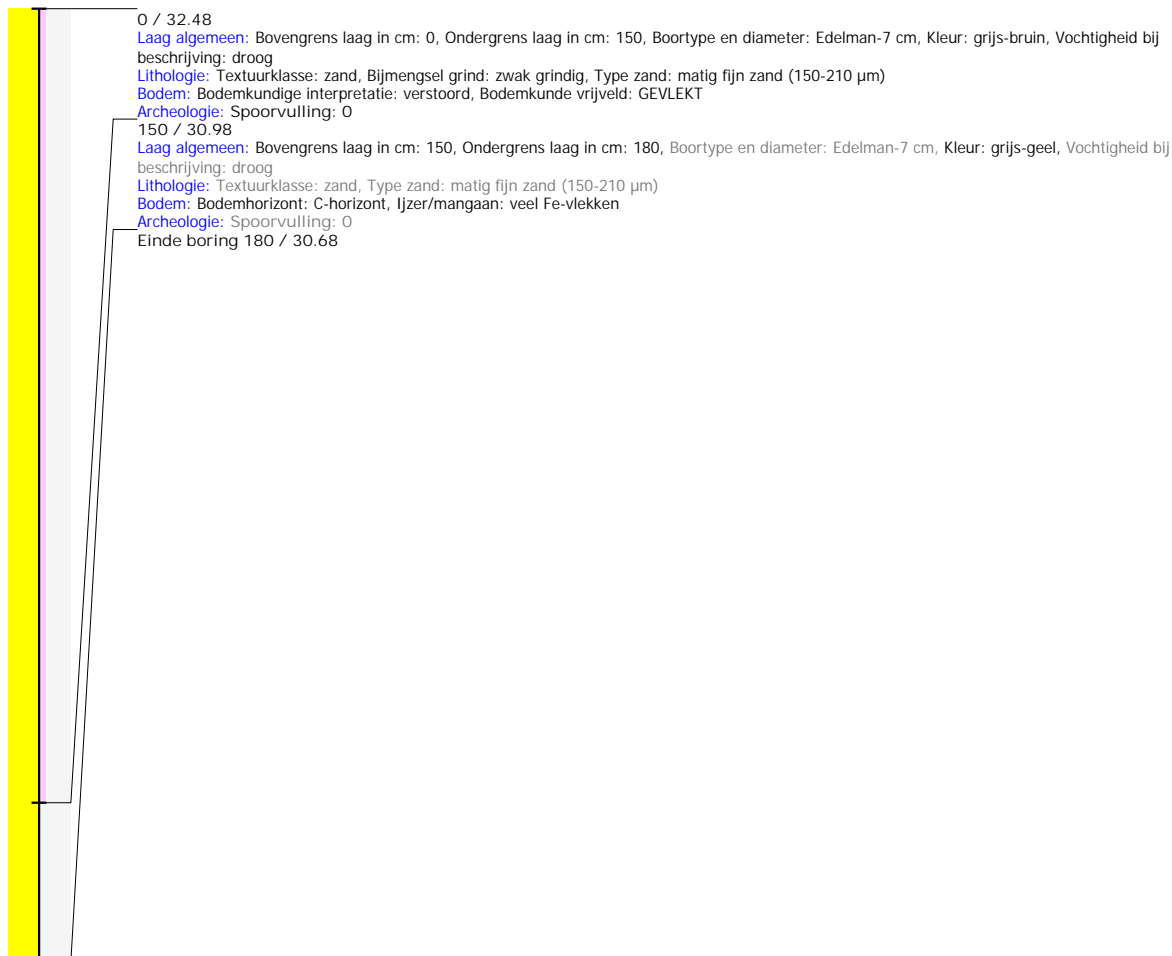 0 / 32.48
Laag algemeen: Bovengrens laag in cm: 0, Ondergrens laag in cm: 150, Boortype en diameter: Edelman-7 cm, Kleur: grijs-bruin, Vochtigheid bij
beschrijving: droog
Lithologie: Textuurklasse: zand, Bijmengsel grind: zwak grindig, Type zand: matig fijn zand (150-210 µm)
Bodem: Bodemkundige interpretatie: verstoord, Bodemkunde vrijveld: GEVLEKT
Archeologie: Spoorvulling: 0
150 / 30.98
Laag algemeen: Bovengrens laag in cm: 150, Ondergrens laag in cm: 180, Boortype en diameter: Edelman-7 cm, Kleur: grijs-geel, Vochtigheid bij
beschrijving: droog
Lithologie: Textuurklasse: zand, Type zand: matig fijn zand (150-210 µm)
Bodem: Bodemhorizont: C-horizont, Ijzer/mangaan: veel Fe-vlekken
Archeologie: Spoorvulling: 0
Einde boring 180 / 30.68